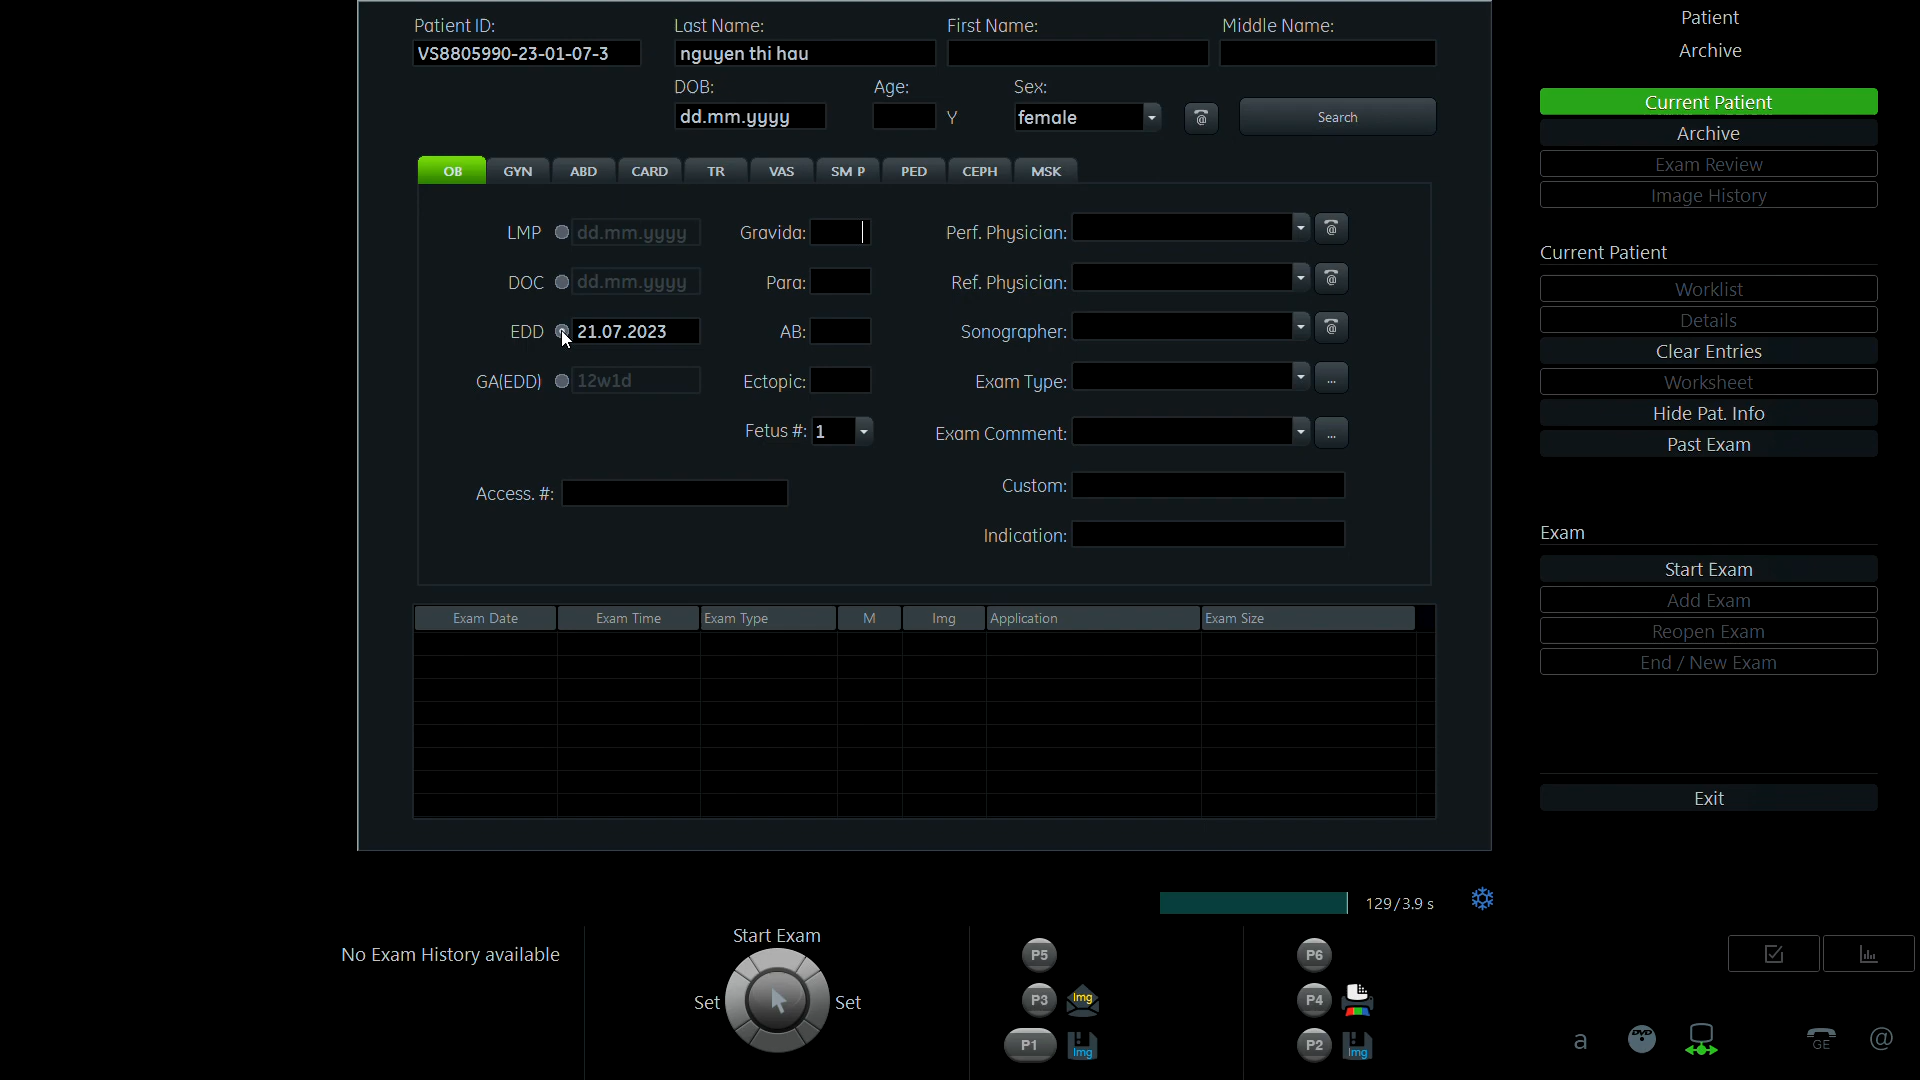 Patient ID: Last Name: First Name: Middle Name:
VS8805990-23-01-07-3 nguyen thi hau
DOB: Age: Sex:
dd.mm.yyyy Y female @ Search
OB GYN ABD CARD TR VAS SM P PED CEPH MSK
LMP dd.mm.yyyy Gravida: Perf. Physician: @
DOC dd.mm.yyyy Para: Ref. Physician: @
EDD 21.07.2023 AB: Sonographer: @
GA(EDD) 12w1d Ectopic: Exam Type: ...
Fetus #: 1 Exam Comment: ...
Access. #: Custom:
Indication:
Exam Date Exam Time Exam Type M Img Application Exam Size
129/3.9 s
No Exam History available
Start Exam
Set Set
P5 P6
P3 Img P4
P1 Img P2 Img
Patient
Archive
Current Patient
Archive
Exam Review
Image History
Current Patient
Worklist
Details
Clear Entries
Worksheet
Hide Pat. Info
Past Exam
Exam
Start Exam
Add Exam
Reopen Exam
End / New Exam
Exit
a DVD GE @